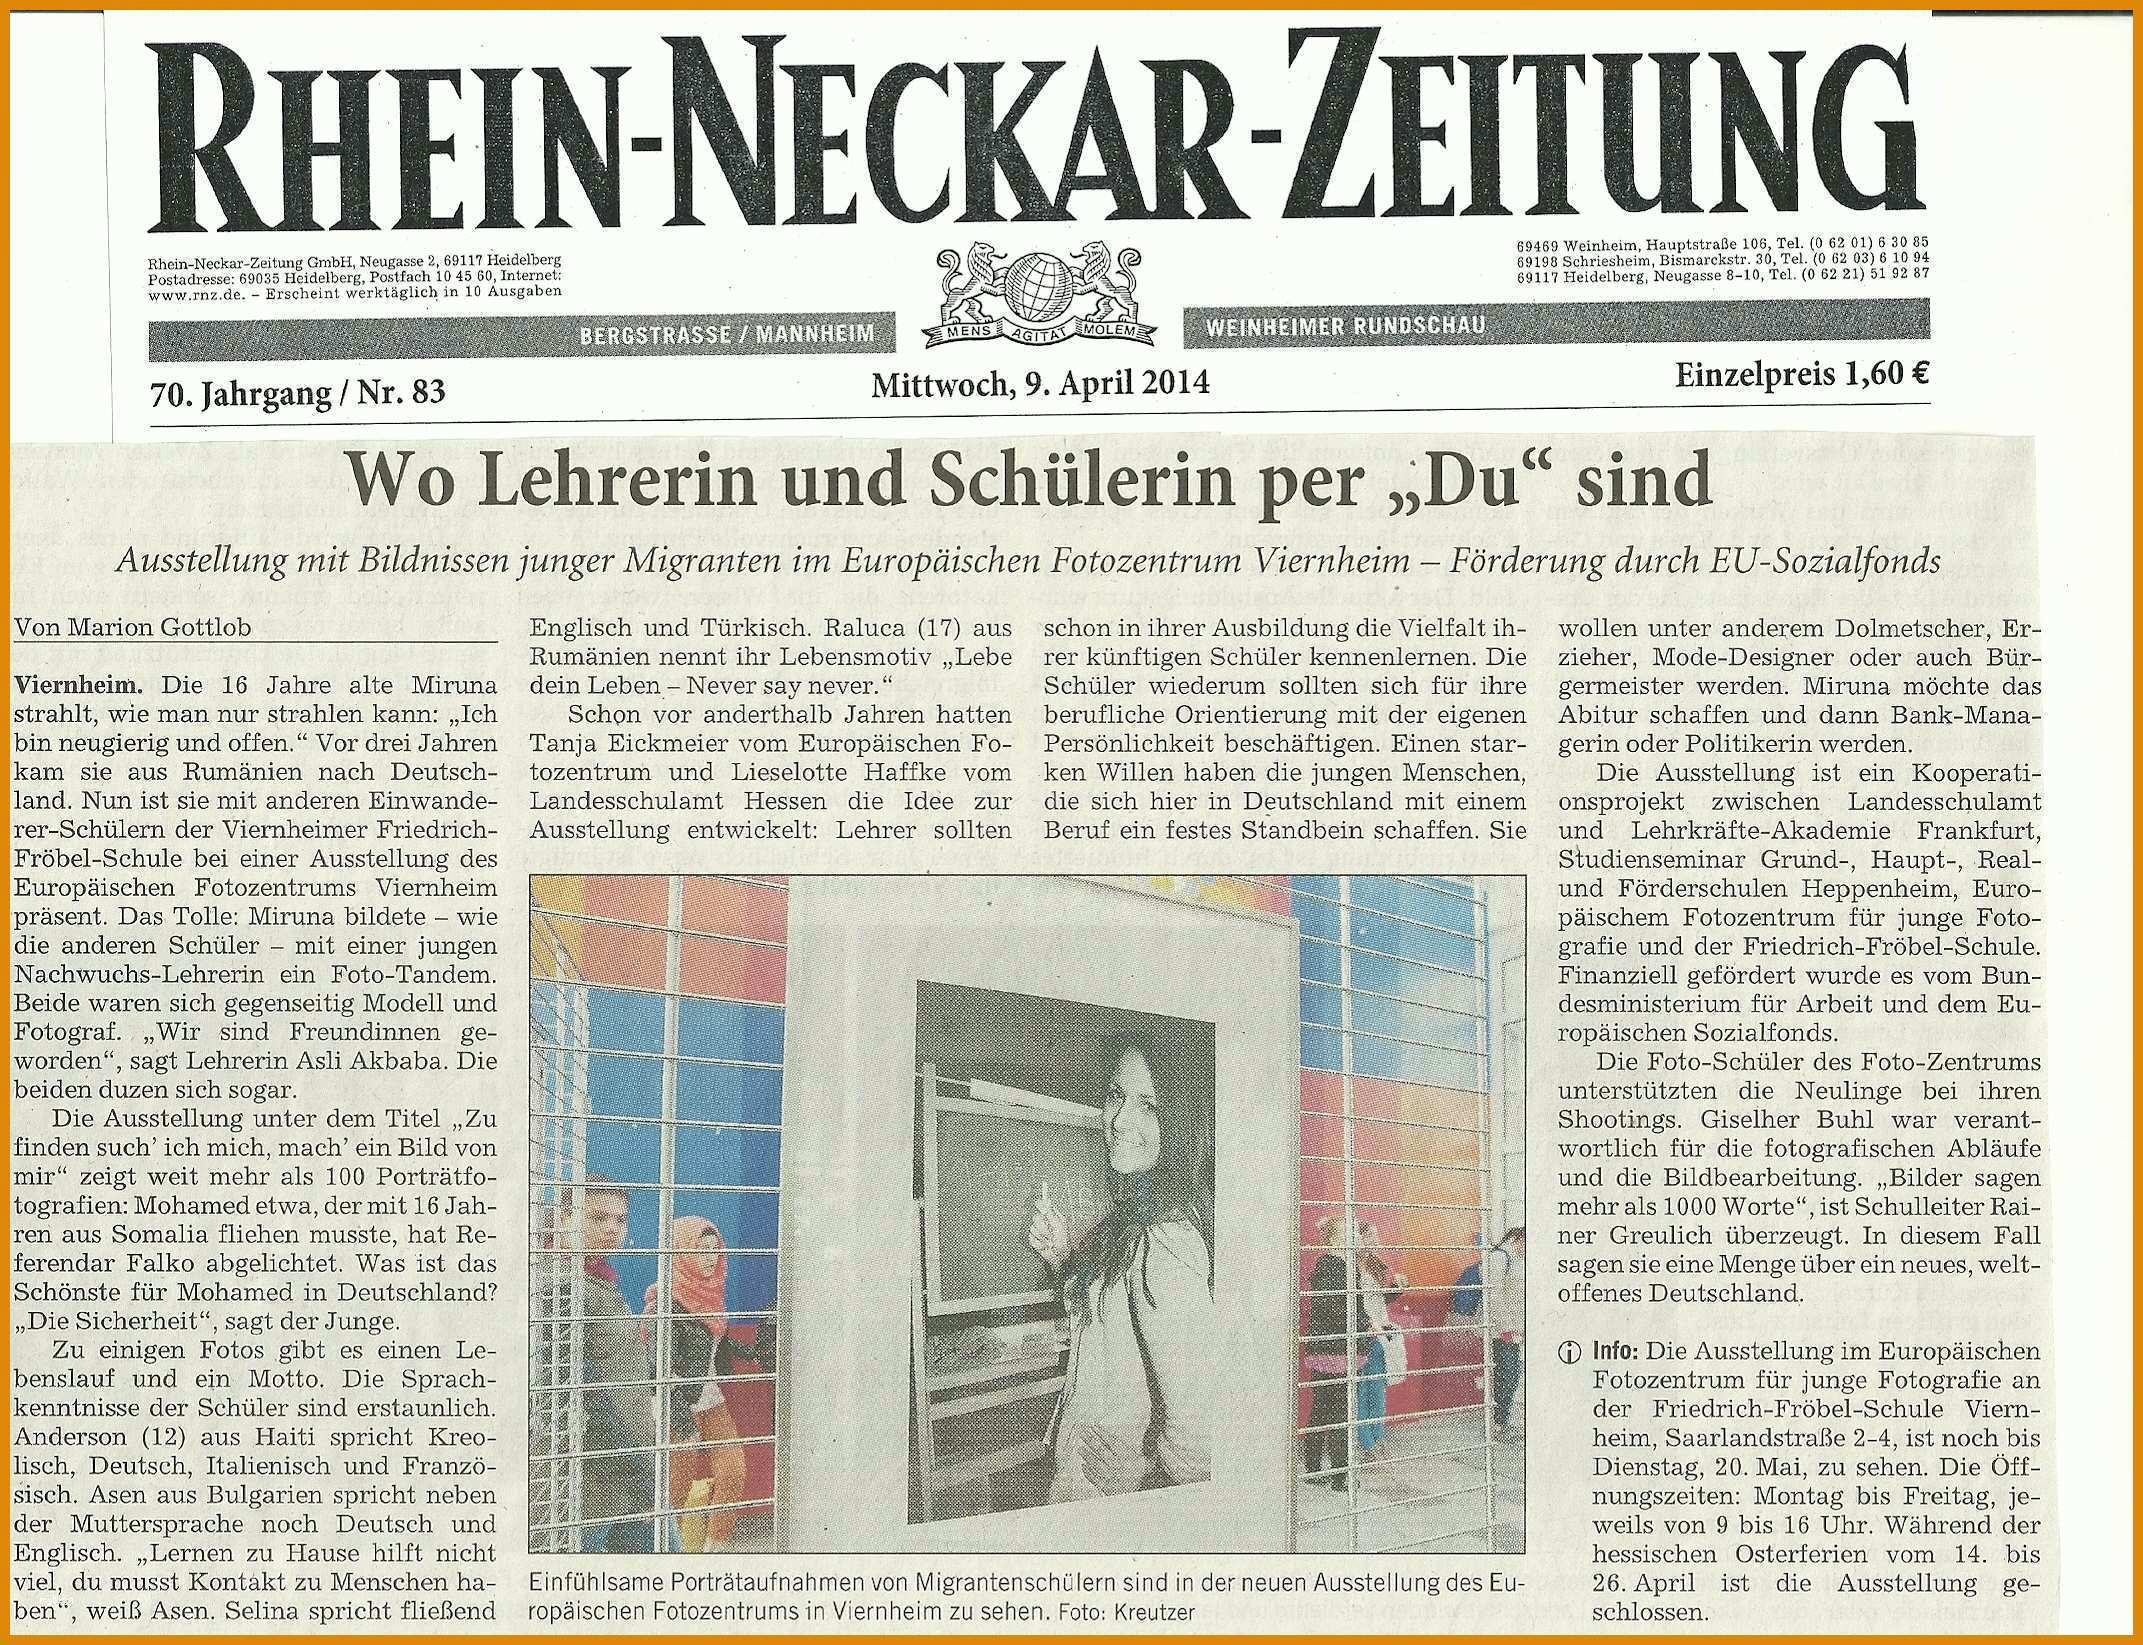 RHEIN-NECKAR-ZEITUNG
Rhein-Neckar-Zeitung GmbH, Neugasse 2, 69117 Heidelberg
Postadresse: 69035 Heidelberg, Postfach 10 45 60, Internet:
www.rnz.de. – Erscheint werktäglich in 10 Ausgaben
69469 Weinheim, Hauptstraße 106, Tel. (0 62 01) 6 30 85
69198 Schriesheim, Bismarckstr. 30, Tel. (0 62 03) 6 10 94
69117 Heidelberg, Neugasse 8-10, Tel. (0 62 21) 51 92 87
MENS AGITAT MOLEM
BERGSTRASSE / MANNHEIM
WEINHEIMER RUNDSCHAU
70. Jahrgang / Nr. 83
Mittwoch, 9. April 2014
Einzelpreis 1,60 €
Wo Lehrerin und Schülerin per „Du“ sind
Ausstellung mit Bildnissen junger Migranten im Europäischen Fotozentrum Viernheim – Förderung durch EU-Sozialfonds
Von Marion Gottlob
Viernheim. Die 16 Jahre alte Miruna
strahlt, wie man nur strahlen kann: „Ich
bin neugierig und offen.“ Vor drei Jahren
kam sie aus Rumänien nach Deutsch-
land. Nun ist sie mit anderen Einwande-
rer-Schülern der Viernheimer Friedrich-
Fröbel-Schule bei einer Ausstellung des
Europäischen Fotozentrums Viernheim
präsent. Das Tolle: Miruna bildete – wie
die anderen Schüler – mit einer jungen
Nachwuchs-Lehrerin ein Foto-Tandem.
Beide waren sich gegenseitig Modell und
Fotograf. „Wir sind Freundinnen ge-
worden“, sagt Lehrerin Asli Akbaba. Die
beiden duzen sich sogar.
Die Ausstellung unter dem Titel „Zu
finden such’ ich mich, mach’ ein Bild von
mir“ zeigt weit mehr als 100 Porträtfo-
tografien: Mohamed etwa, der mit 16 Jah-
ren aus Somalia fliehen musste, hat Re-
ferendar Falko abgelichtet. Was ist das
Schönste für Mohamed in Deutschland?
„Die Sicherheit“, sagt der Junge.
Zu einigen Fotos gibt es einen Le-
benslauf und ein Motto. Die Sprach-
kenntnisse der Schüler sind erstaunlich.
Anderson (12) aus Haiti spricht Kreo-
lisch, Deutsch, Italienisch und Franzö-
sisch. Asen aus Bulgarien spricht neben
der Muttersprache noch Deutsch und
Englisch. „Lernen zu Hause hilft nicht
viel, du musst Kontakt zu Menschen ha-
ben“, weiß Asen. Selina spricht fließend
Englisch und Türkisch. Raluca (17) aus
Rumänien nennt ihr Lebensmotiv „Lebe
dein Leben – Never say never.“
Schon vor anderthalb Jahren hatten
Tanja Eickmeier vom Europäischen Fo-
tozentrum und Lieselotte Haffke vom
Landesschulamt Hessen die Idee zur
Ausstellung entwickelt: Lehrer sollten
schon in ihrer Ausbildung die Vielfalt ih-
rer künftigen Schüler kennenlernen. Die
Schüler wiederum sollten sich für ihre
berufliche Orientierung mit der eigenen
Persönlichkeit beschäftigen. Einen star-
ken Willen haben die jungen Menschen,
die sich hier in Deutschland mit einem
Beruf ein festes Standbein schaffen. Sie
wollen unter anderem Dolmetscher, Er-
zieher, Mode-Designer oder auch Bür-
germeister werden. Miruna möchte das
Abitur schaffen und dann Bank-Mana-
gerin oder Politikerin werden.
Die Ausstellung ist ein Kooperati-
onsprojekt zwischen Landesschulamt
und Lehrkräfte-Akademie Frankfurt,
Studienseminar Grund-, Haupt-, Real-
und Förderschulen Heppenheim, Euro-
päischem Fotozentrum für junge Foto-
grafie und der Friedrich-Fröbel-Schule.
Finanziell gefördert wurde es vom Bun-
desministerium für Arbeit und dem Eu-
ropäischen Sozialfonds.
Die Foto-Schüler des Foto-Zentrums
unterstützten die Neulinge bei ihren
Shootings. Giselher Buhl war verant-
wortlich für die fotografischen Abläufe
und die Bildbearbeitung. „Bilder sagen
mehr als 1000 Worte“, ist Schulleiter Rai-
ner Greulich überzeugt. In diesem Fall
sagen sie eine Menge über ein neues, welt-
offenes Deutschland.
Info: Die Ausstellung im Europäischen
Fotozentrum für junge Fotografie an
der Friedrich-Fröbel-Schule Viern-
heim, Saarlandstraße 2-4, ist noch bis
Dienstag, 20. Mai, zu sehen. Die Öff-
nungszeiten: Montag bis Freitag, je-
weils von 9 bis 16 Uhr. Während der
hessischen Osterferien vom 14. bis
26. April ist die Ausstellung ge-
schlossen.
Einfühlsame Porträtaufnahmen von Migrantenschülern sind in der neuen Ausstellung des Eu-
ropäischen Fotozentrums in Viernheim zu sehen. Foto: Kreutzer